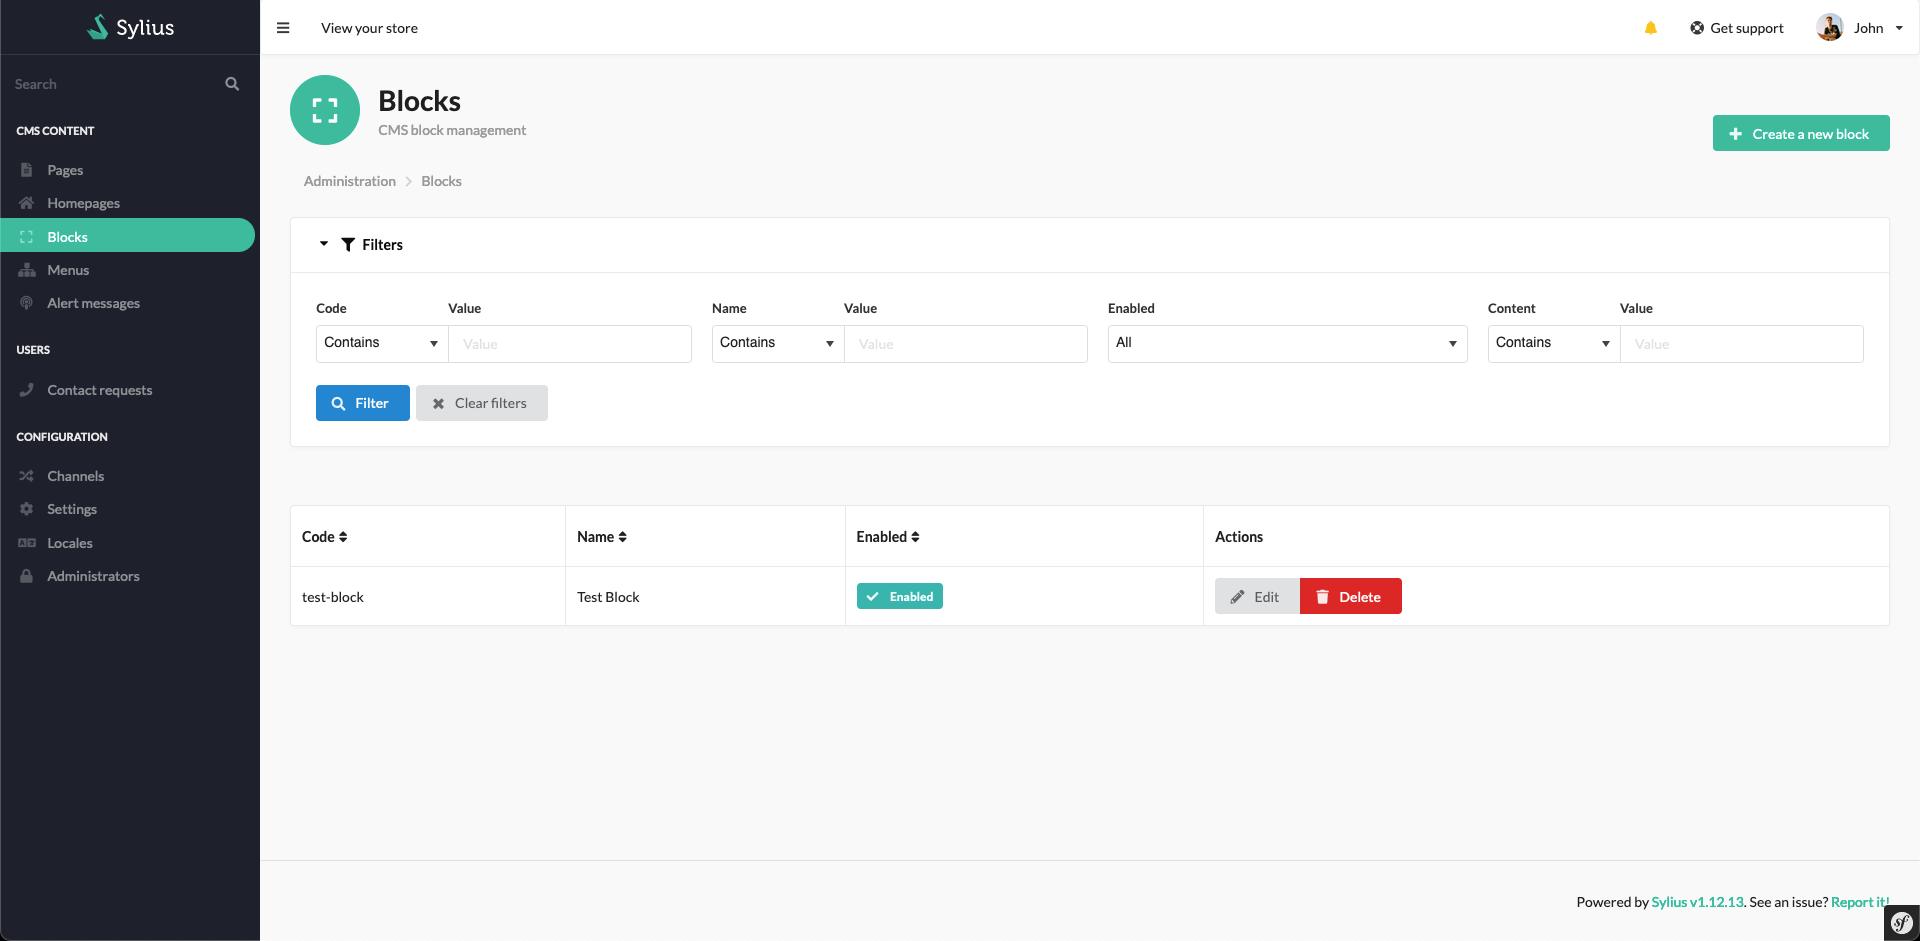 Sylius
View your store
Get support
John
Search
CMS CONTENT
Pages
Homepages
Blocks
Menus
Alert messages
USERS
Contact requests
CONFIGURATION
Channels
Settings
Locales
Administrators
Blocks
CMS block management
Create a new block
Administration
Blocks
Filters
Code Value Name Value Enabled Content Value
Contains Value Contains Value All Contains Value
Filter Clear filters
Code Name Enabled Actions
test-block Test Block Enabled Edit Delete
Powered by Sylius v1.12.13. See an issue? Report it!
sf